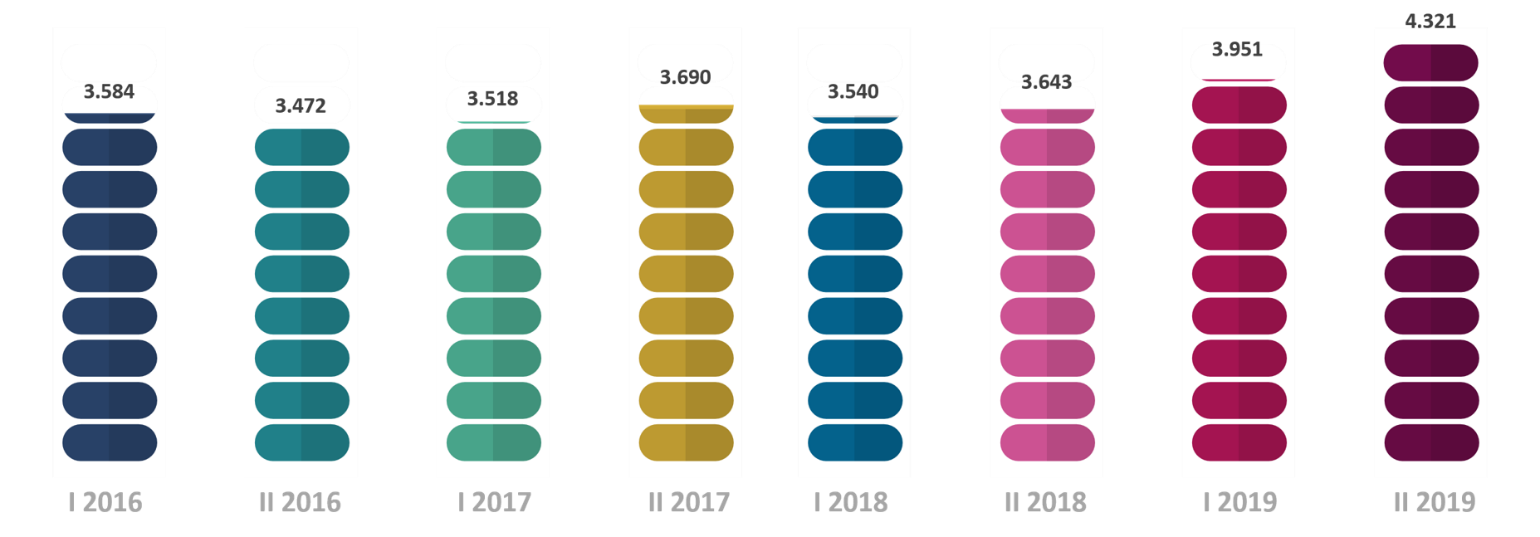 4.321
3.951
3.690
3.643
3.584
3.540
3.518
3.472
I 2016
II 2016
I 2017
II 2017
I 2018
II 2018
I 2019
II 2019